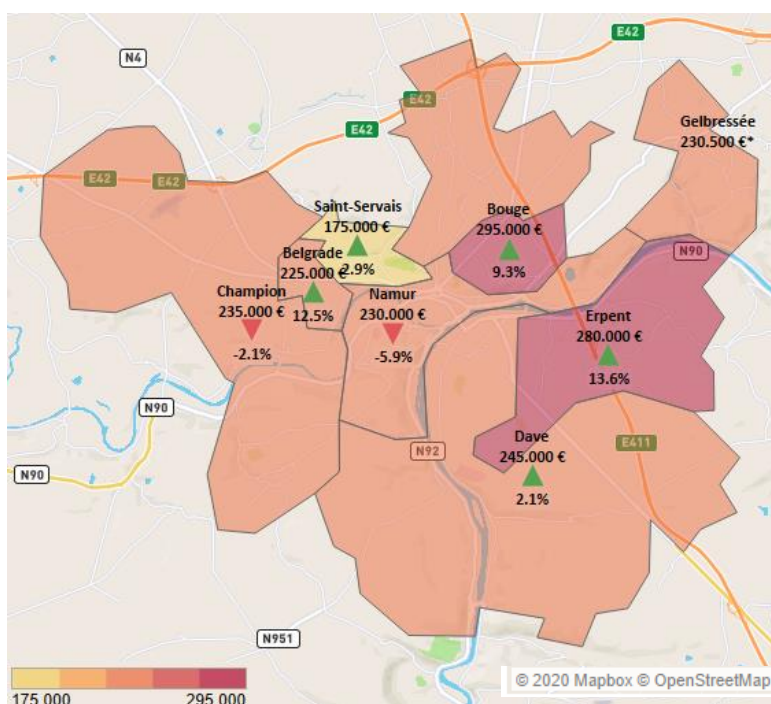 E42
N4
E42
E42
Gelbressée
230.500 €*
E42
E42
Saint-Servais
175.000 €
2.9%
Bouge
295.000 €
9.3%
N90
Belgrade
225.000 €
12.5%
Champion
235.000 €
-2.1%
Namur
230.000 €
-5.9%
Erpent
280.000 €
13.6%
N90
Dave
245.000 €
2.1%
E411
N92
N90
N951
175.000
295.000
© 2020 Mapbox © OpenStreetMap